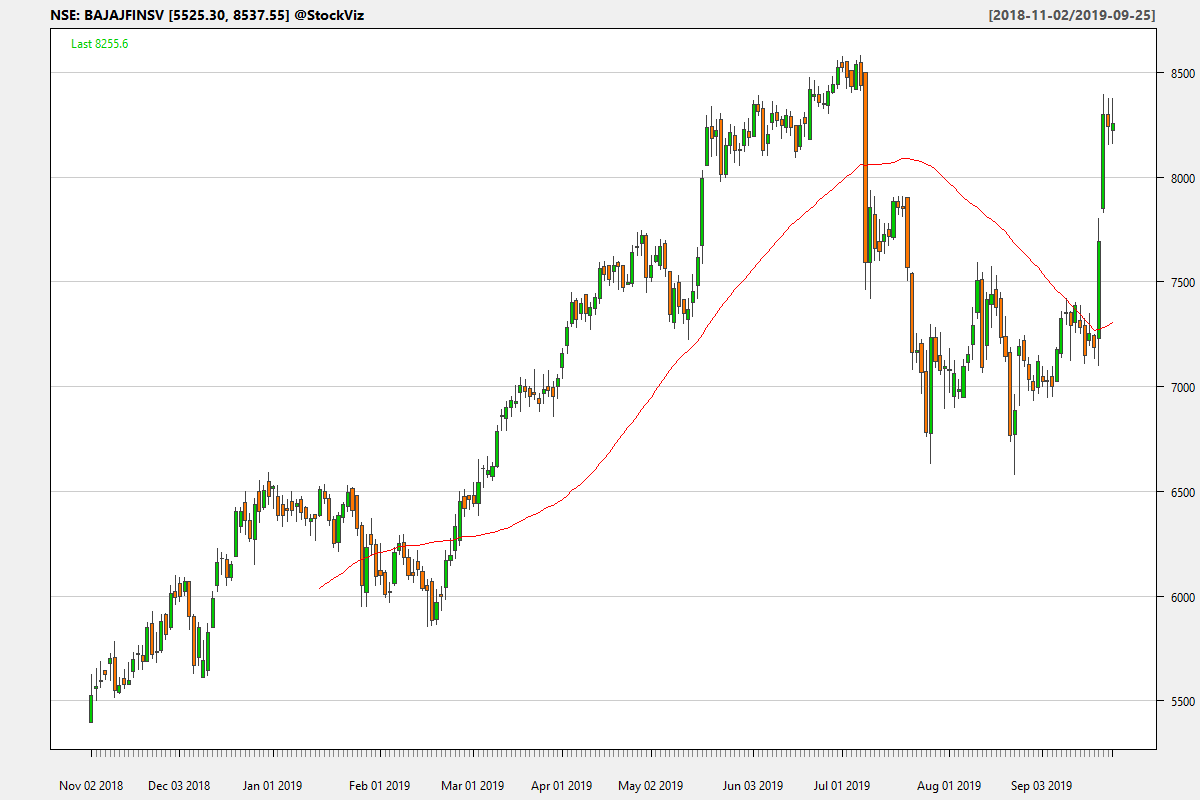 NSE: BAJAJFINSV [5525.30, 8537.55] @StockViz
[2018-11-02/2019-09-25]
Last 8255.6
8500
8000
7500
7000
6500
6000
5500
Nov 02 2018
Dec 03 2018
Jan 01 2019
Feb 01 2019
Mar 01 2019
Apr 01 2019
May 02 2019
Jun 03 2019
Jul 01 2019
Aug 01 2019
Sep 03 2019